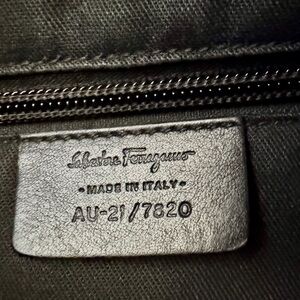 Salvatore Ferragamo
•MADE IN ITALY•
AU-21/7820